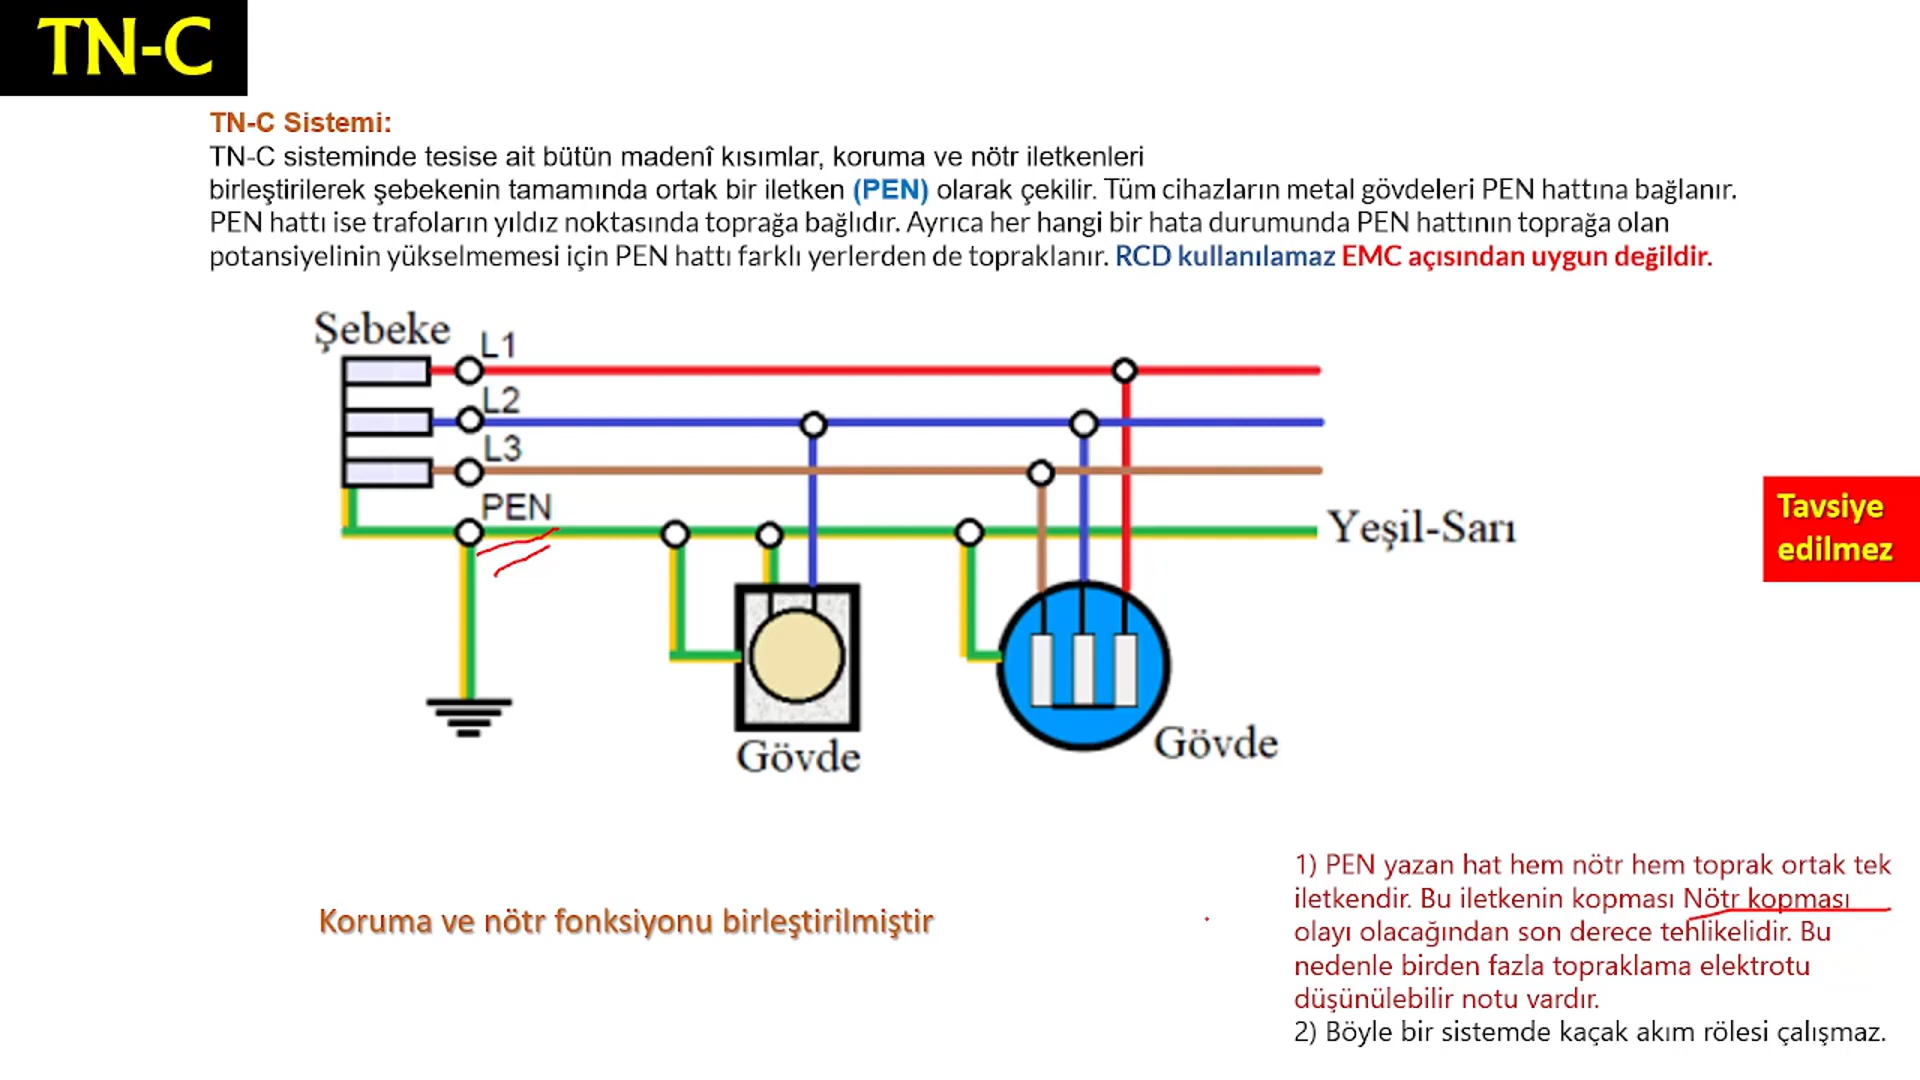 TN-C
TN-C Sistemi:
TN-C sisteminde tesise ait bütün madenî kısımlar, koruma ve nötr iletkenleri
birleştirilerek şebekenin tamamında ortak bir iletken (PEN) olarak çekilir. Tüm cihazların metal gövdeleri PEN hattına bağlanır.
PEN hattı ise trafoların yıldız noktasında toprağa bağlıdır. Ayrıca her hangi bir hata durumunda PEN hattının toprağa olan
potansiyelinin yükselmemesi için PEN hattı farklı yerlerden de topraklanır. RCD kullanılamaz EMC açısından uygun değildir.
Şebeke
L1
L2
L3
PEN
Yeşil-Sarı
Tavsiye
edilmez
Gövde
Gövde
Koruma ve nötr fonksiyonu birleştirilmiştir
1) PEN yazan hat hem nötr hem toprak ortak tek
iletkendir. Bu iletkenin kopması Nötr kopması
olayı olacağından son derece tehlikelidir. Bu
nedenle birden fazla topraklama elektrotu
düşünülebilir notu vardır.
2) Böyle bir sistemde kaçak akım rölesi çalışmaz.